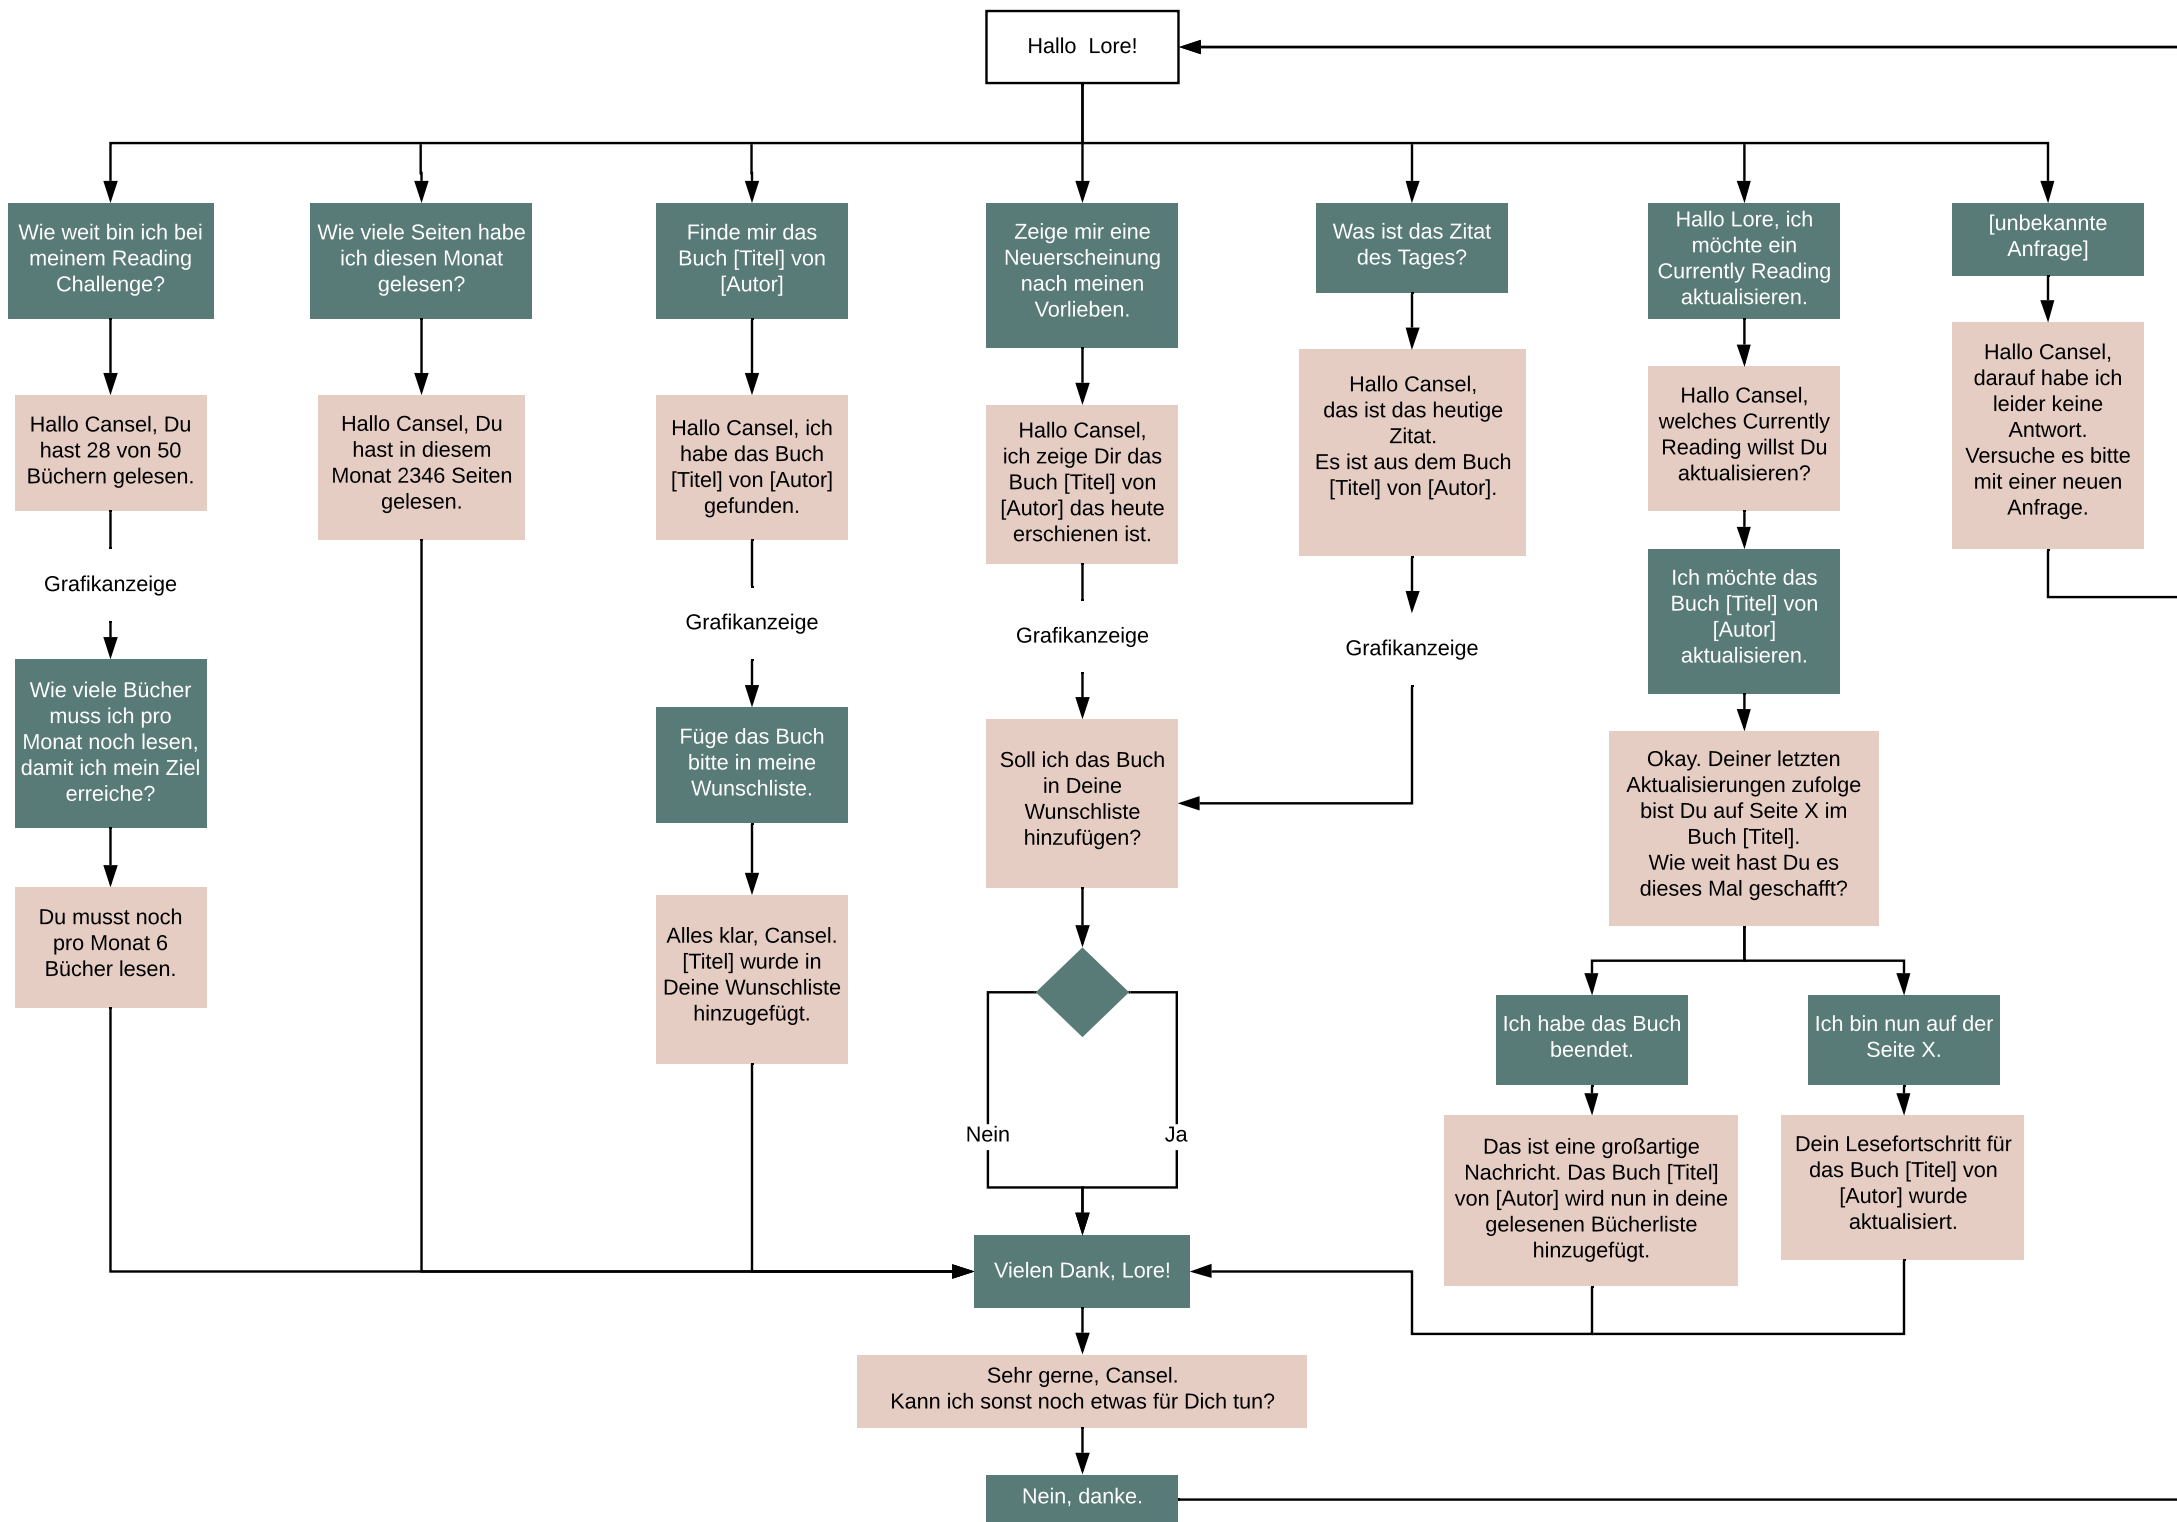 Hallo  Lore!
Wie weit bin ich bei
meinem Reading
Challenge?
Wie viele Seiten habe
ich diesen Monat
gelesen?
Finde mir das
Buch [Titel] von
[Autor]
Zeige mir eine
Neuerscheinung
nach meinen
Vorlieben.
Was ist das Zitat
des Tages?
Hallo Lore, ich
möchte ein
Currently Reading
aktualisieren.
[unbekannte
Anfrage]
Hallo Cansel, Du
hast 28 von 50
Büchern gelesen.
Hallo Cansel, Du
hast in diesem
Monat 2346 Seiten
gelesen.
Hallo Cansel, ich
habe das Buch
[Titel] von [Autor]
gefunden.
Hallo Cansel,
ich zeige Dir das
Buch [Titel] von
[Autor] das heute
erschienen ist.
Hallo Cansel,
das ist das heutige
Zitat.
Es ist aus dem Buch
[Titel] von [Autor].
Hallo Cansel,
welches Currently
Reading willst Du
aktualisieren?
Hallo Cansel,
darauf habe ich
leider keine
Antwort.
Versuche es bitte
mit einer neuen
Anfrage.
Grafikanzeige
Grafikanzeige
Grafikanzeige
Grafikanzeige
Ich möchte das
Buch [Titel] von
[Autor]
aktualisieren.
Wie viele Bücher
muss ich pro
Monat noch lesen,
damit ich mein Ziel
erreiche?
Füge das Buch
bitte in meine
Wunschliste.
Soll ich das Buch
in Deine
Wunschliste
hinzufügen?
Okay. Deiner letzten
Aktualisierungen zufolge
bist Du auf Seite X im
Buch [Titel].
Wie weit hast Du es
dieses Mal geschafft?
Du musst noch
pro Monat 6
Bücher lesen.
Alles klar, Cansel.
[Titel] wurde in
Deine Wunschliste
hinzugefügt.
Ich habe das Buch
beendet.
Ich bin nun auf der
Seite X.
Nein
Ja
Das ist eine großartige
Nachricht. Das Buch [Titel]
von [Autor] wird nun in deine
gelesenen Bücherliste
hinzugefügt.
Dein Lesefortschritt für
das Buch [Titel] von
[Autor] wurde
aktualisiert.
Vielen Dank, Lore!
Sehr gerne, Cansel.
Kann ich sonst noch etwas für Dich tun?
Nein, danke.